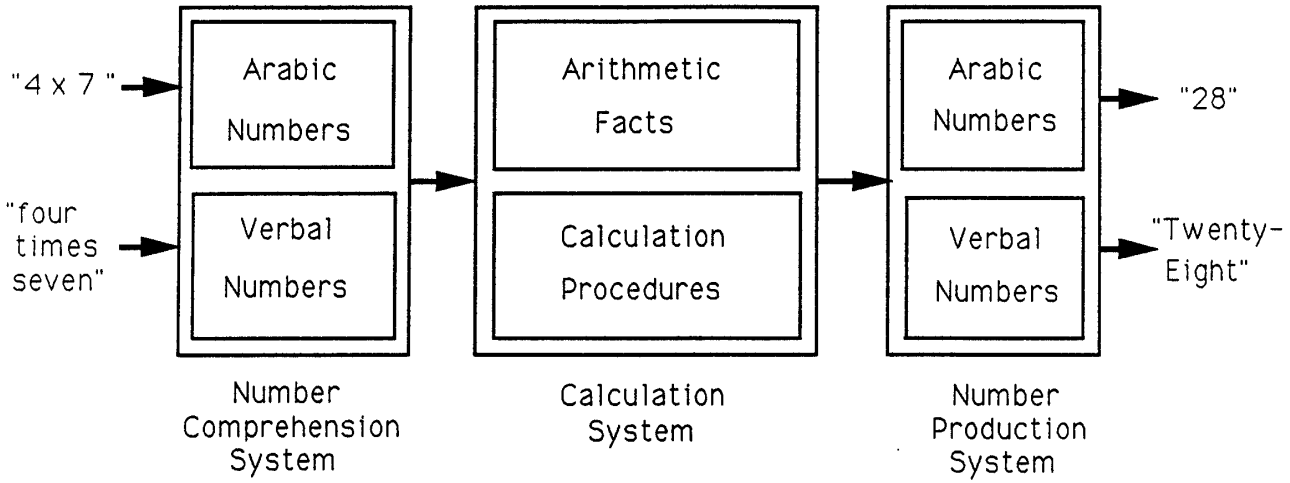 "4 x 7 "
"four
times
seven"
Arabic
Numbers
Verbal
Numbers
Number
Comprehension
System
Arithmetic
Facts
Calculation
Procedures
Calculation
System
Arabic
Numbers
Verbal
Numbers
Number
Production
System
"28"
"Twenty-
Eight"